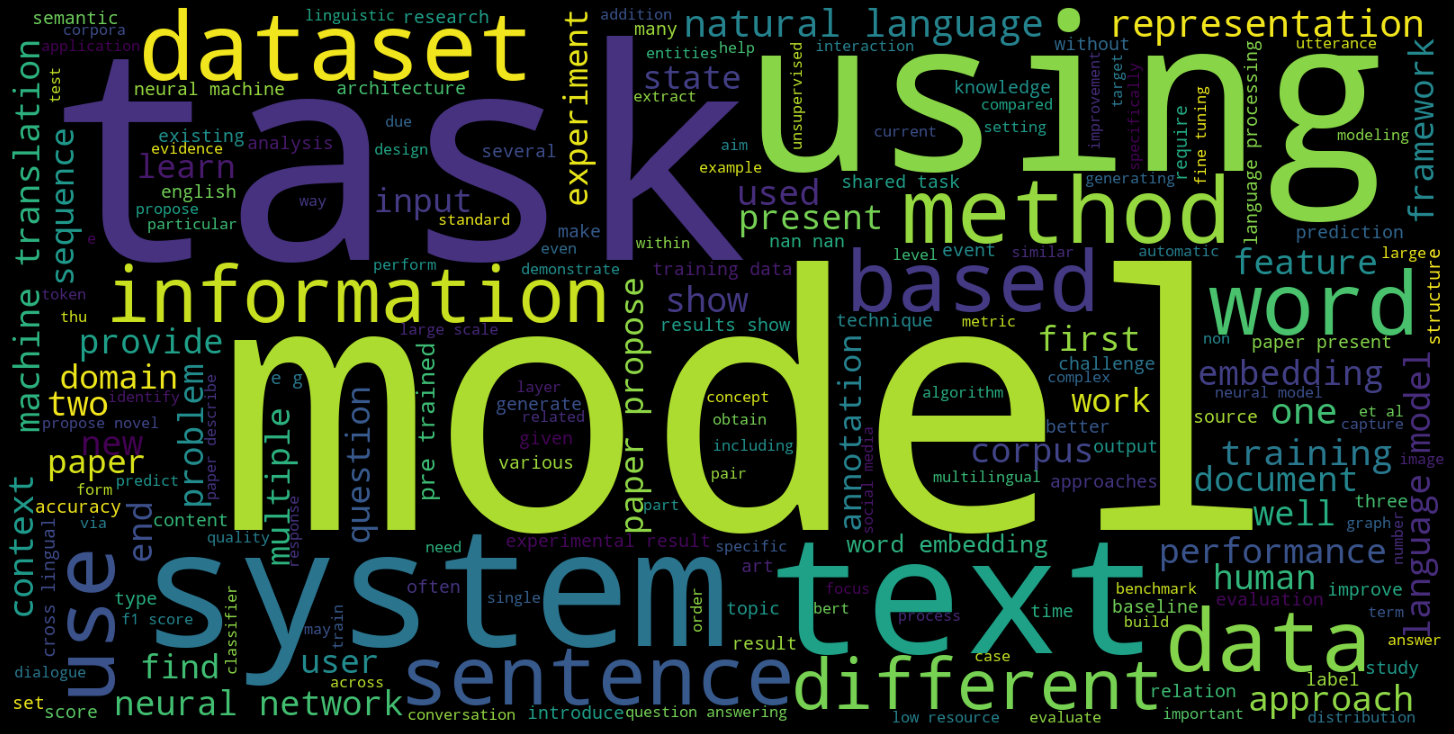 semantic
corpora
application
linguistic research
addition
many
natural language
representation
dataset
using
task
model
system
text
entities
help
interaction
without
utterance
test
neural machine
architecture
experiment
state
extract
unsupervised
knowledge
compared
setting
target
improvement
specifically
require
fine tuning
language processing
modeling
framework
machine translation
sequence
existing
evidence
analysis
due
design
several
aim
example
current
learn
english
propose
particular
way
input
standard
make
even
within
used
shared task
generating
present
method
nan nan
prediction
e
information
perform
demonstrate
training data
level
event
similar
automatic
feature
large
structure
token
thu
large scale
show
results show
based
technique
metric
first
word
non
paper present
provide
domain
two
identify
propose novel
new
problem
paper describe
e g
multiple
question
pre trained
layer
generate
related
given
various
concept
obtain
including
pair
paper propose
annotation
social media
algorithm
challenge
complex
work
better
corpus
output
multilingual
approaches
embedding
neural model
source
one
et al
capture
training
document
image
language model
paper
predict
form
accuracy
via
context
content
quality
response
part
well
three
graph
number
cross lingual
end
use
need
experimental result
specific
art
word embedding
performance
human
improve
evaluation
type
f1 score
classifier
may
train
often
single
order
topic
bert
focus
process
time
benchmark
baseline
build
term
data
answer
dialogue
find
user
across
sentence
result
different
case
study
label
relation
approach
set
score
neural network
conversation
introduce
question answering
low resource
evaluate
important
distribution